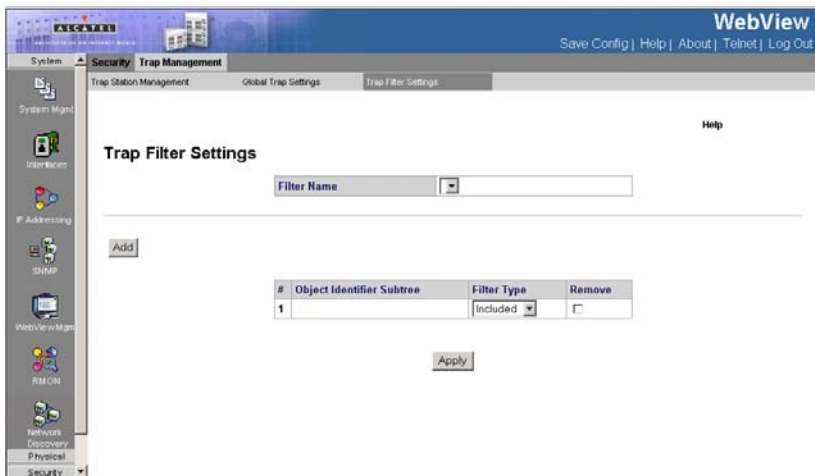 ALCATEL
WebView
Save Config | Help | About | Telnet | Log Out
System
Security Trap Management
Trap Station Management Global Trap Settings Trap Filter Settings
System Mgmt
Interfaces
IP Addressing
SNMP
WebViewMgm
RMON
Network
Discovery
Physical
Security
Help
Trap Filter Settings
Filter Name
Add
# Object Identifier Subtree Filter Type Remove
1 Included
Apply